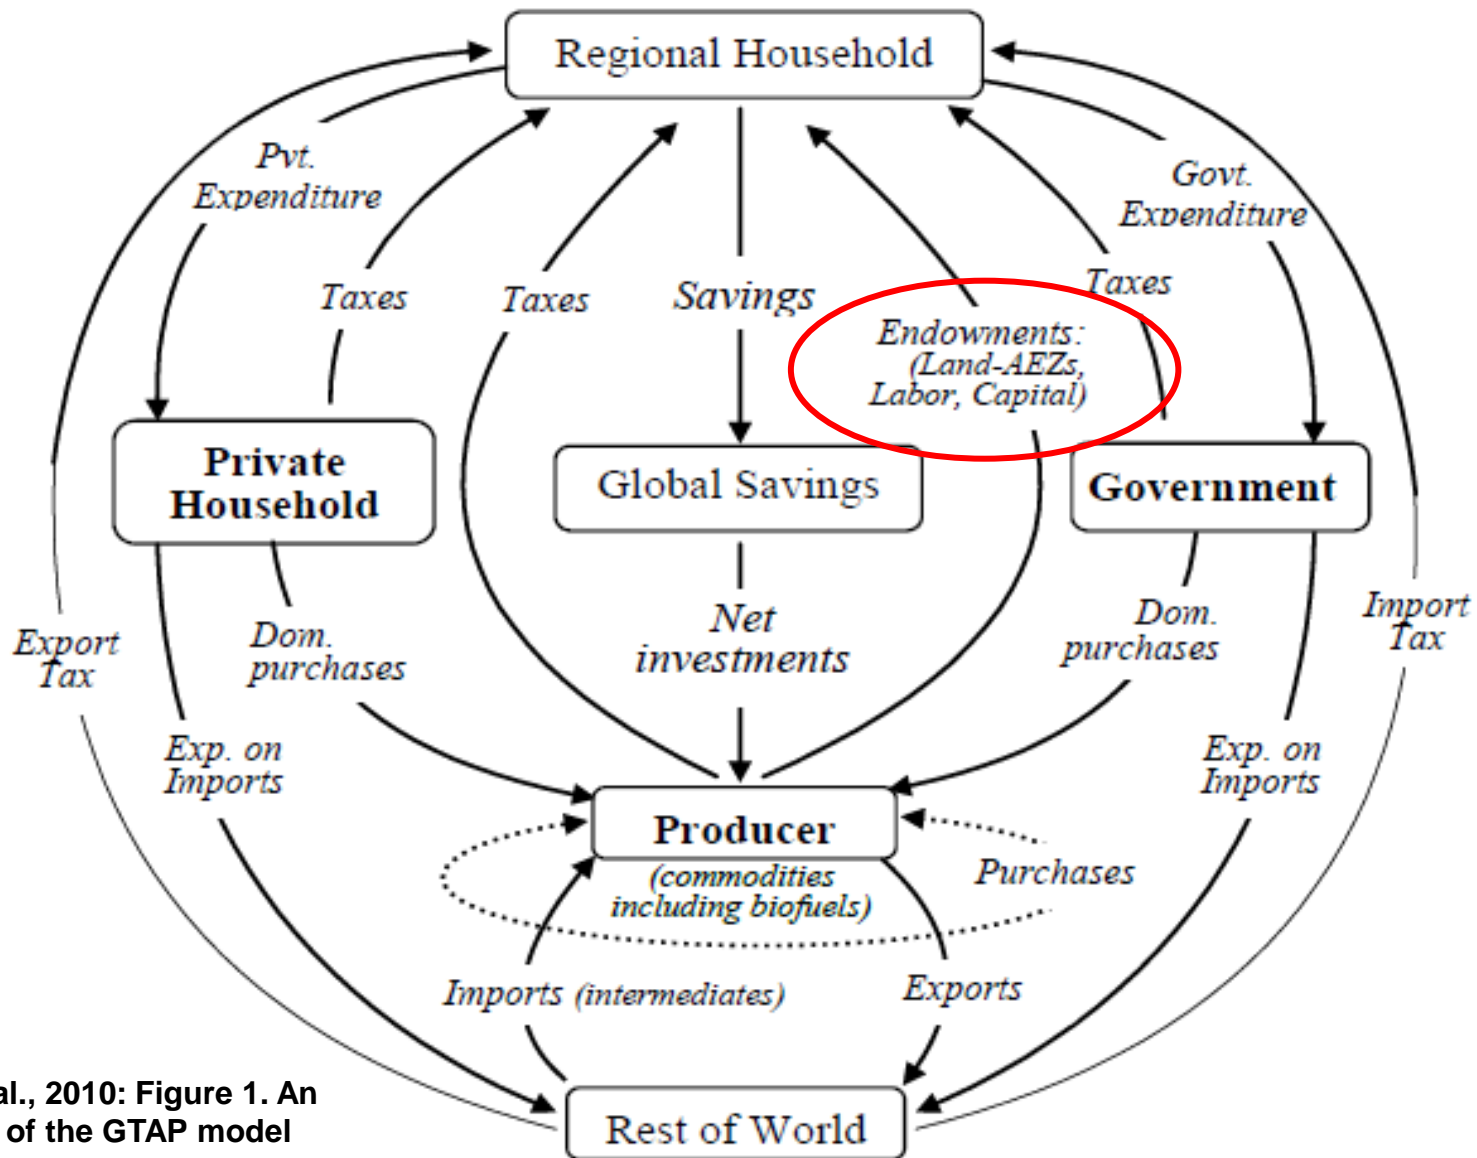 Regional Household
Pvt.
Expenditure
Govt.
Expenditure
Taxes
Taxes
Savings
Taxes
Endowments:
(Land-AEZs,
Labor, Capital)
Private
Household
Global Savings
Government
Export
Tax
Dom.
purchases
Net
investments
Dom.
purchases
Import
Tax
Exp. on
Imports
Exp. on
Imports
Producer
(commodities
including biofuels)
Purchases
Imports (intermediates)
Exports
Rest of World
al., 2010: Figure 1. An
of the GTAP model